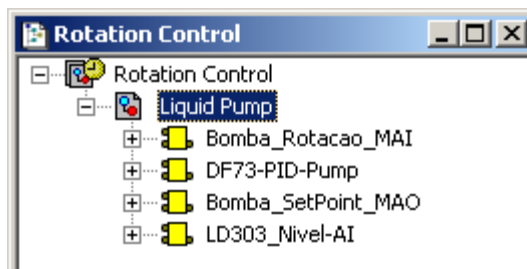 Rotation Control
Rotation Control
Liquid Pump
Bomba_Rotacao_MAI
DF73-PID-Pump
Bomba_SetPoint_MAO
LD303_Nivel-AI